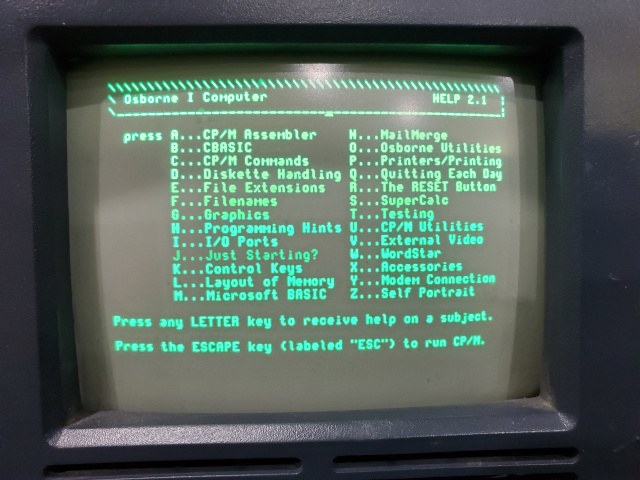 Osborne I Computer HELP 2.1
press A...CP/M Assembler N...MailMerge
B...CBASIC O...Osborne Utilities
C...CP/M Commands P...Printers/Printing
D...Diskette Handling Q...Quitting Each Day
E...File Extensions R...The RESET Button
F...Filenames S...SuperCalc
G...Graphics T...Testing
H...Programming Hints U...CP/M Utilities
I...I/O Ports V...External Video
J...Just Starting? W...WordStar
K...Control Keys X...Accessories
L...Layout of Memory Y...Modem Connection
M...Microsoft BASIC Z...Self Portrait
Press any LETTER key to receive help on a subject.
Press the ESCAPE key (labeled "ESC") to run CP/M.